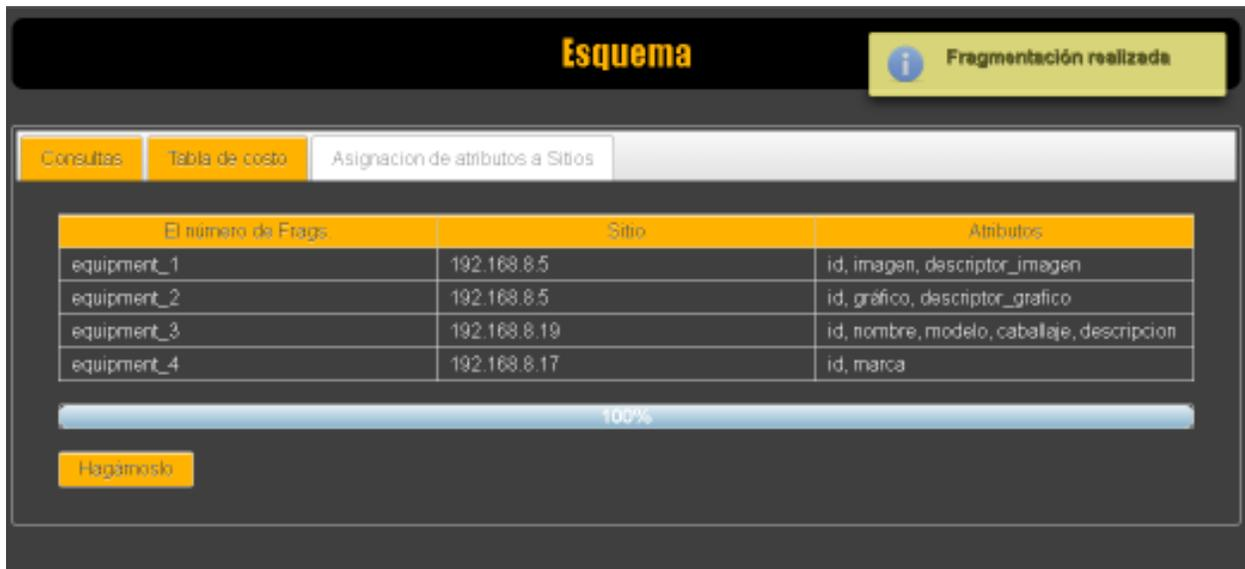 Esquema
Fragmentación realizada
Consultas Tabla de costo Asignacion de atributos a Sitios
El número de Frags. Sitio Atributos
equipment_1 192.168.8.5 id, imagen, descriptor_imagen
equipment_2 192.168.8.5 id, gráfico, descriptor_grafico
equipment_3 192.168.8.19 id, nombre, modelo, caballaje, descripcion
equipment_4 192.168.8.17 id, marca
100%
Hagámoslo